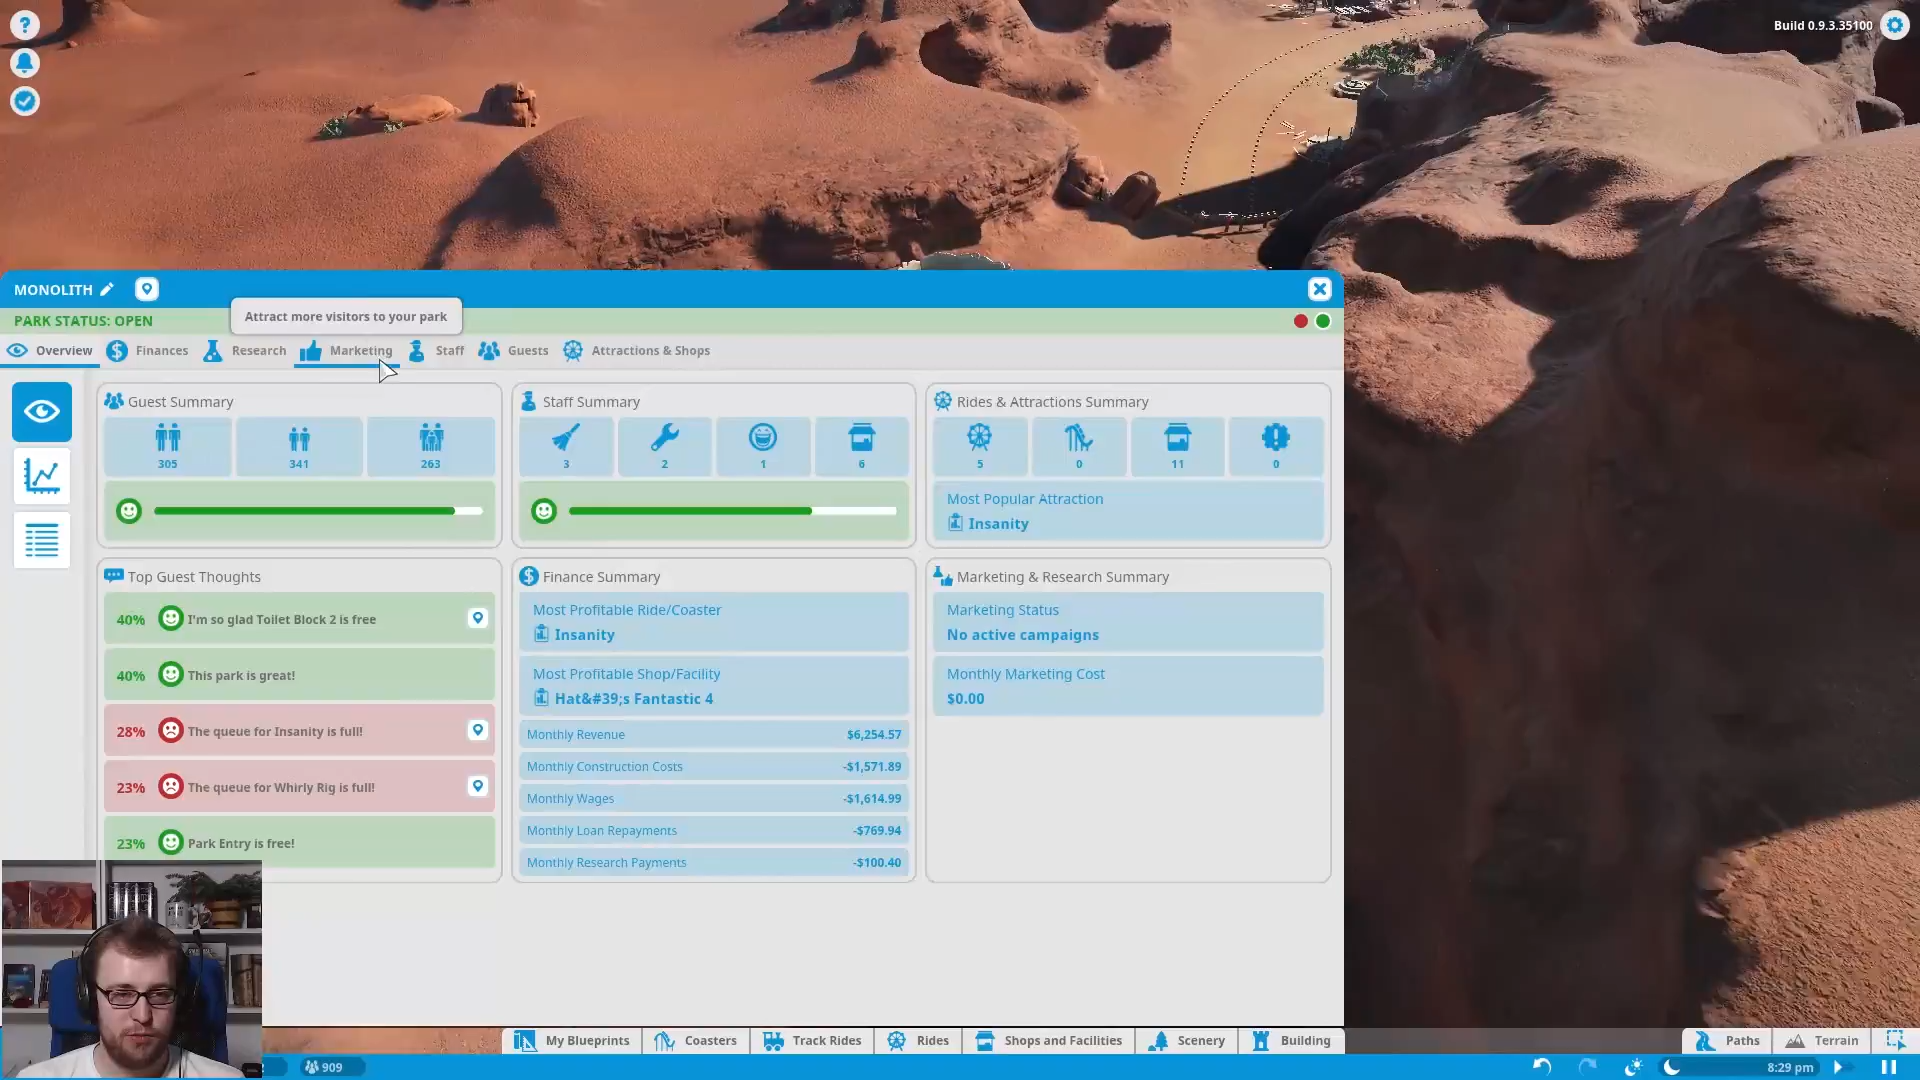 ?
Build 0.9.3.35100
MONOLITH
PARK STATUS: OPEN
Attract more visitors to your park
Overview
Finances
Research
Marketing
Staff
Guests
Attractions & Shops
Guest Summary
305
341
263
Staff Summary
3
2
1
6
Rides & Attractions Summary
5
0
11
0
Most Popular Attraction
Insanity
Top Guest Thoughts
40% I'm so glad Toilet Block 2 is free
40% This park is great!
28% The queue for Insanity is full!
23% The queue for Whirly Rig is full!
23% Park Entry is free!
Finance Summary
Most Profitable Ride/Coaster
Insanity
Most Profitable Shop/Facility
Hat&#39;s Fantastic 4
Monthly Revenue $6,254.57
Monthly Construction Costs -$1,571.89
Monthly Wages -$1,614.99
Monthly Loan Repayments -$769.94
Monthly Research Payments -$100.40
Marketing & Research Summary
Marketing Status
No active campaigns
Monthly Marketing Cost
$0.00
My Blueprints
Coasters
Track Rides
Rides
Shops and Facilities
Scenery
Building
Paths
Terrain
909
8:29 pm